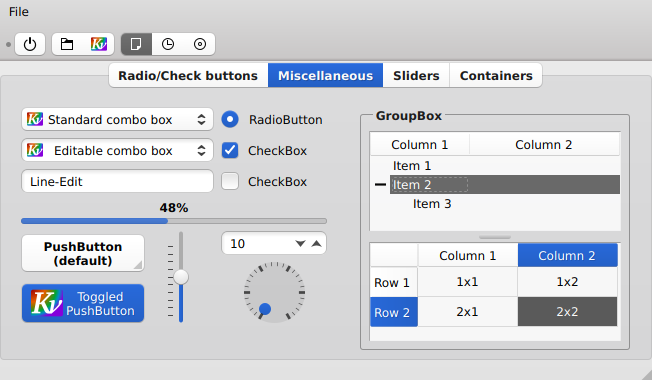 File
Radio/Check buttons Miscellaneous Sliders Containers
Standard combo box
RadioButton
Editable combo box
CheckBox
Line-Edit
CheckBox
48%
PushButton
(default)
10
Toggled
PushButton
GroupBox
Column 1 Column 2
Item 1
Item 2
Item 3
Column 1 Column 2
Row 1 1x1 1x2
Row 2 2x1 2x2